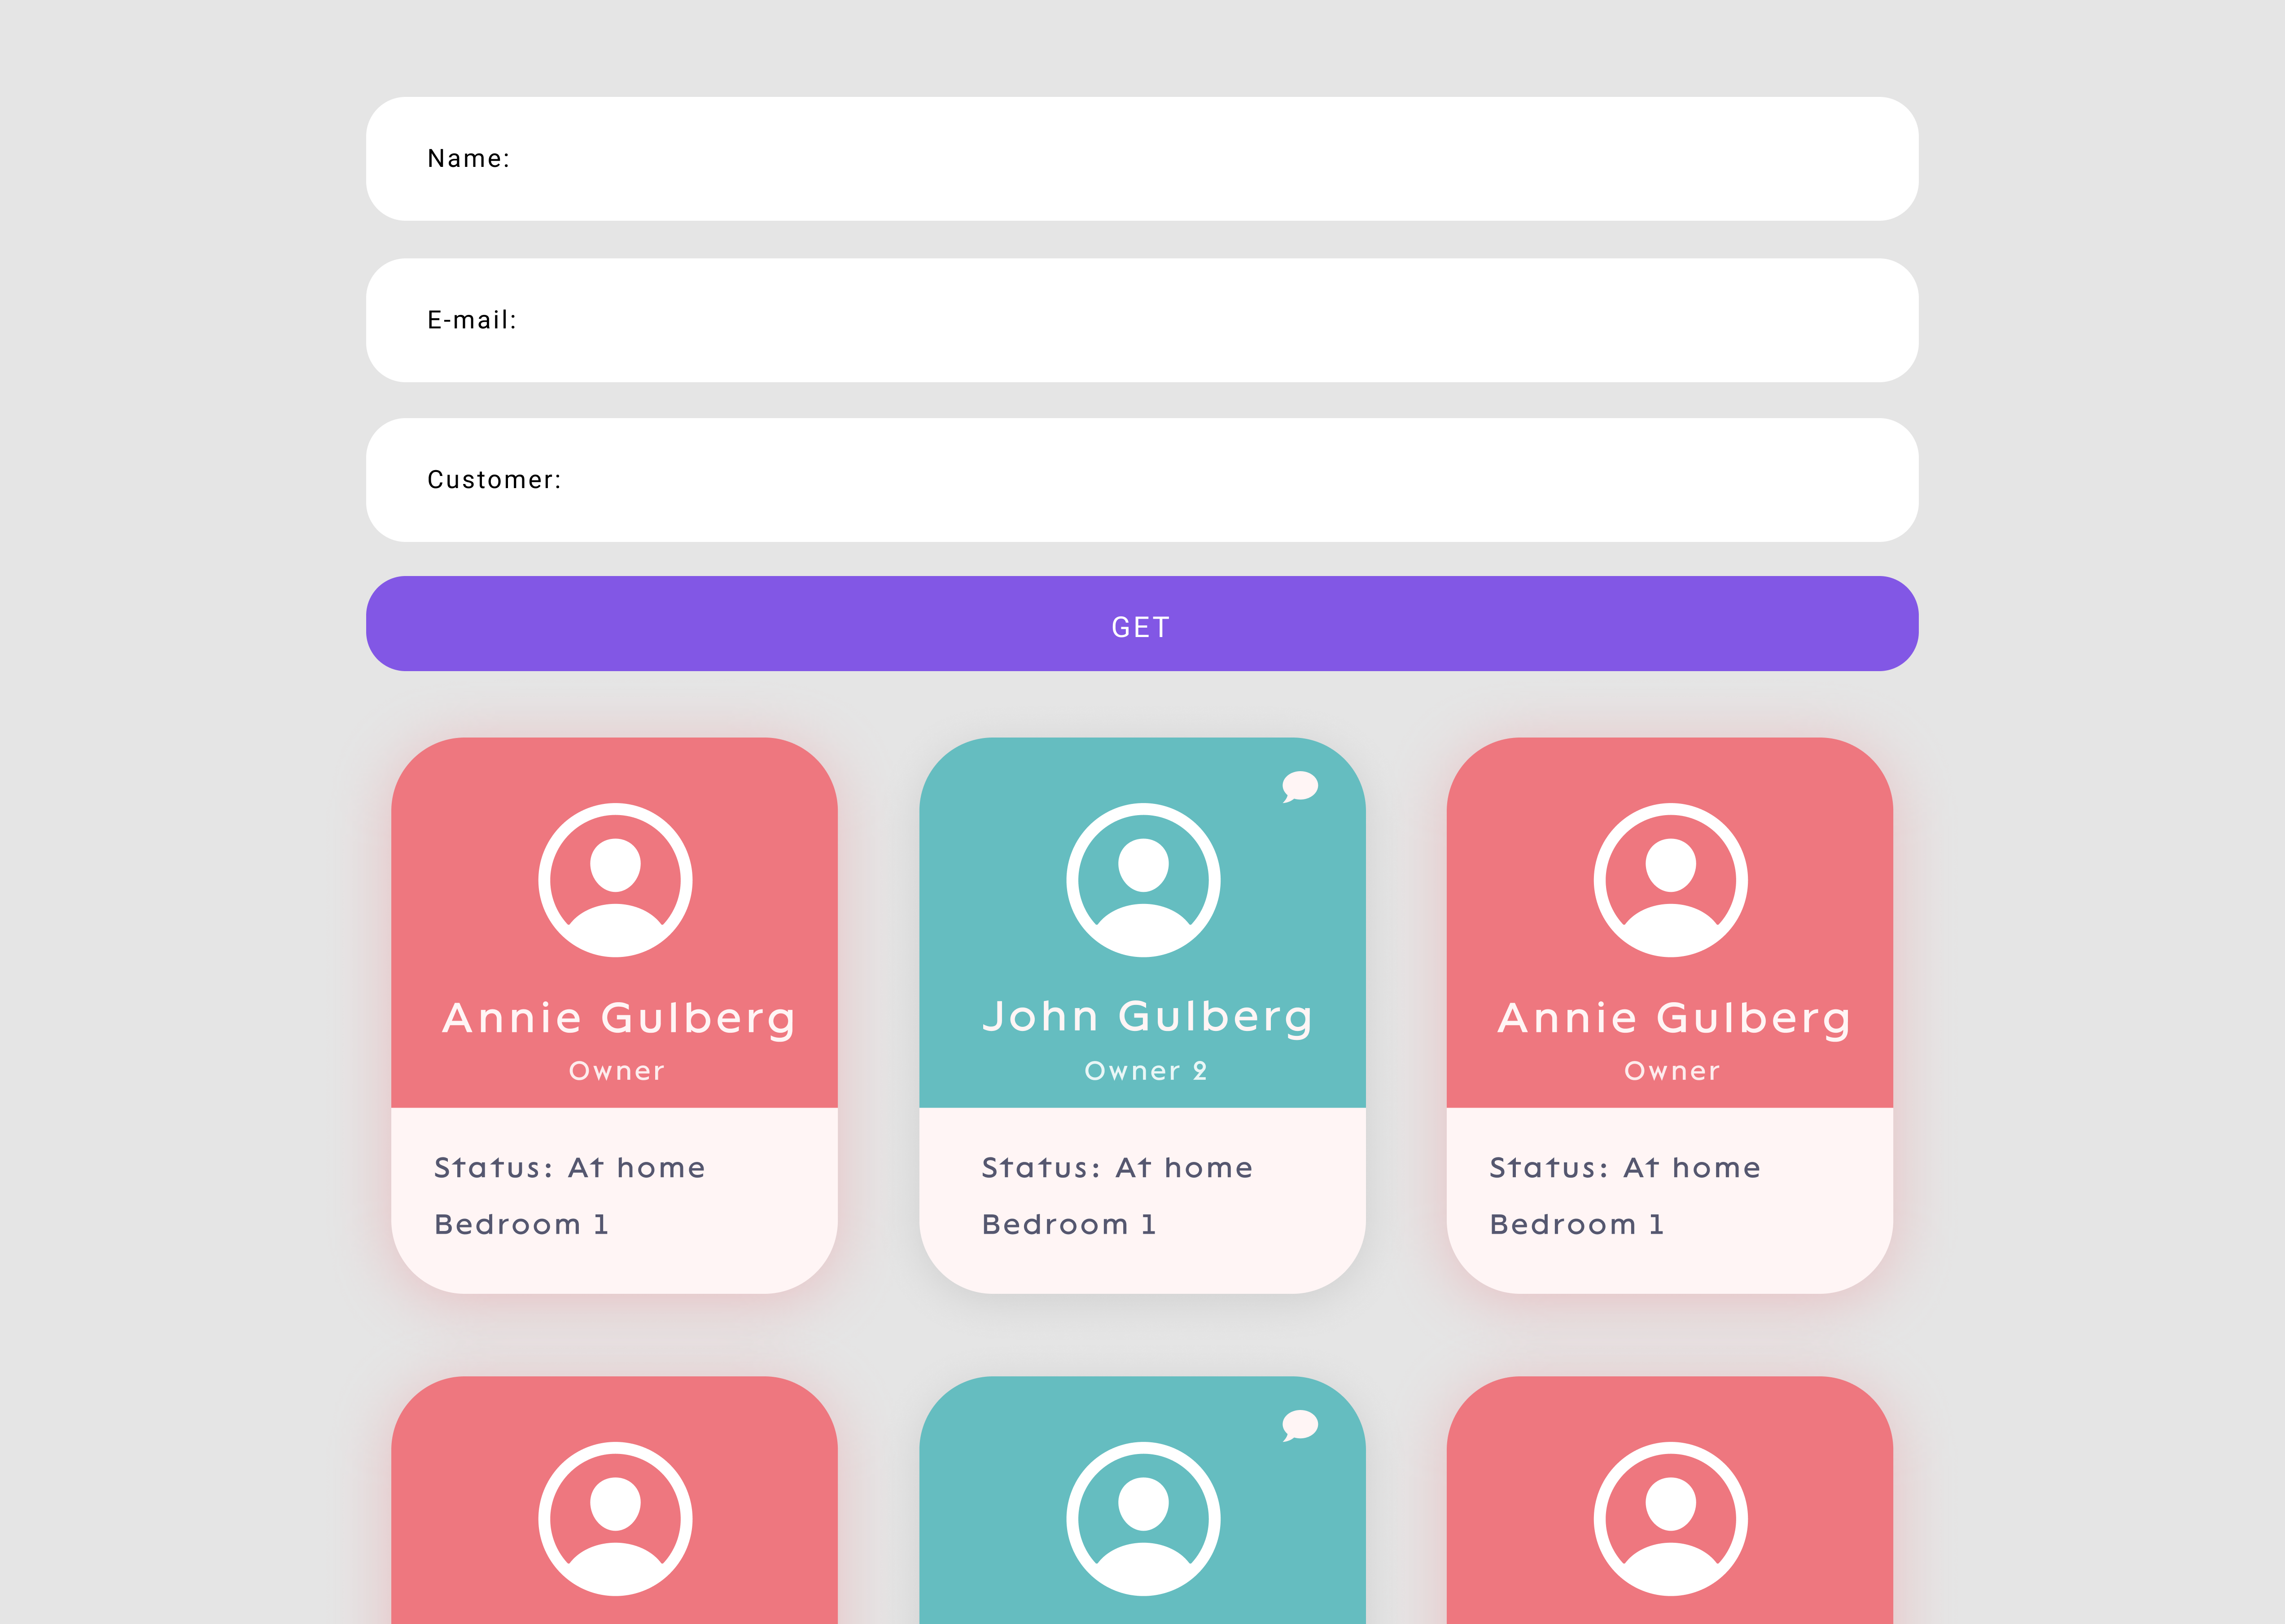 Name:
E-mail:
Customer:
GET
Annie Gulberg
Owner
Status: At home
Bedroom 1
John Gulberg
Owner 2
Status: At home
Bedroom 1
Annie Gulberg
Owner
Status: At home
Bedroom 1